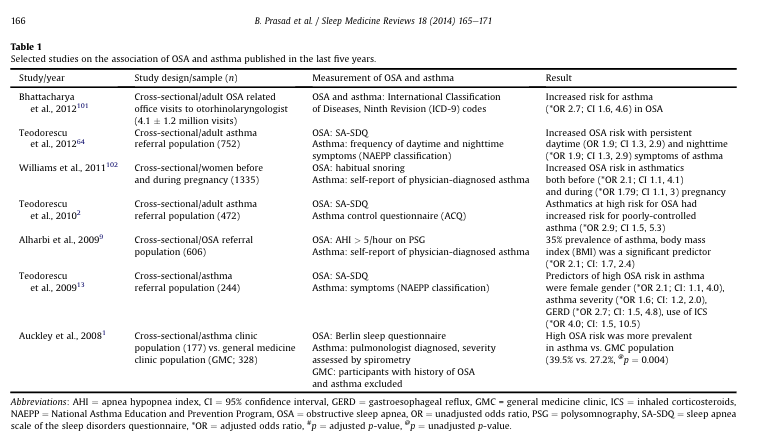 166 B. Prasad et al. / Sleep Medicine Reviews 18 (2014) 165–171
Table 1
Selected studies on the association of OSA and asthma published in the last five years.
Study/year Study design/sample (n) Measurement of OSA and asthma Result
Bhattacharya Cross-sectional/adult OSA related OSA and asthma: International Classification Increased risk for asthma
et al., 2012101 office visits to otorhinolaryngologist of Diseases, Ninth Revision (ICD-9) codes (*OR 2.7; CI 1.6, 4.6) in OSA
(4.1 ± 1.2 million visits)
Teodorescu Cross-sectional/adult asthma OSA: SA-SDQ Increased OSA risk with persistent
et al., 201264 referral population (752) Asthma: frequency of daytime and nighttime daytime (OR 1.9; CI 1.3, 2.9) and nighttime
symptoms (NAEPP classification) (*OR 1.9; CI 1.3, 2.9) symptoms of asthma
Williams et al., 2011102 Cross-sectional/women before OSA: habitual snoring Increased OSA risk in asthmatics
and during pregnancy (1335) Asthma: self-report of physician-diagnosed asthma both before (*OR 2.1; CI 1.1, 4.1)
and during (*OR 1.79; CI 1.1, 3) pregnancy
Teodorescu Cross-sectional/adult asthma OSA: SA-SDQ Asthmatics at high risk for OSA had
et al., 20102 referral population (472) Asthma control questionnaire (ACQ) increased risk for poorly-controlled
asthma (*OR 2.9; CI 1.5, 5.3)
Alharbi et al., 20099 Cross-sectional/OSA referral OSA: AHI > 5/hour on PSG 35% prevalence of asthma, body mass
population (606) Asthma: self-report of physician-diagnosed asthma index (BMI) was a significant predictor
(*OR 2.1; CI: 1.7, 2.4)
Teodorescu Cross-sectional/asthma OSA: SA-SDQ Predictors of high OSA risk in asthma
et al., 200913 referral population (244) Asthma: symptoms (NAEPP classification) were female gender (*OR 2.1; CI: 1.1, 4.0),
asthma severity (*OR 1.6; CI: 1.2, 2.0),
GERD (*OR 2.7; CI: 1.5, 4.8), use of ICS
(*OR 4.0; CI: 1.5, 10.5)
Auckley et al., 20081 Cross-sectional/asthma clinic OSA: Berlin sleep questionnaire High OSA risk was more prevalent
population (177) vs. general medicine Asthma: pulmonologist diagnosed, severity in asthma vs. GMC population
clinic population (GMC; 328) assessed by spirometry (39.5% vs. 27.2%, @p = 0.004)
GMC: participants with history of OSA
and asthma excluded
Abbreviations: AHI = apnea hypopnea index, CI = 95% confidence interval, GERD = gastroesophageal reflux, GMC = general medicine clinic, ICS = inhaled corticosteroids,
NAEPP = National Asthma Education and Prevention Program, OSA = obstructive sleep apnea, OR = unadjusted odds ratio, PSG = polysomnography, SA-SDQ = sleep apnea
scale of the sleep disorders questionnaire, *OR = adjusted odds ratio, #p = adjusted p-value, @p = unadjusted p-value.